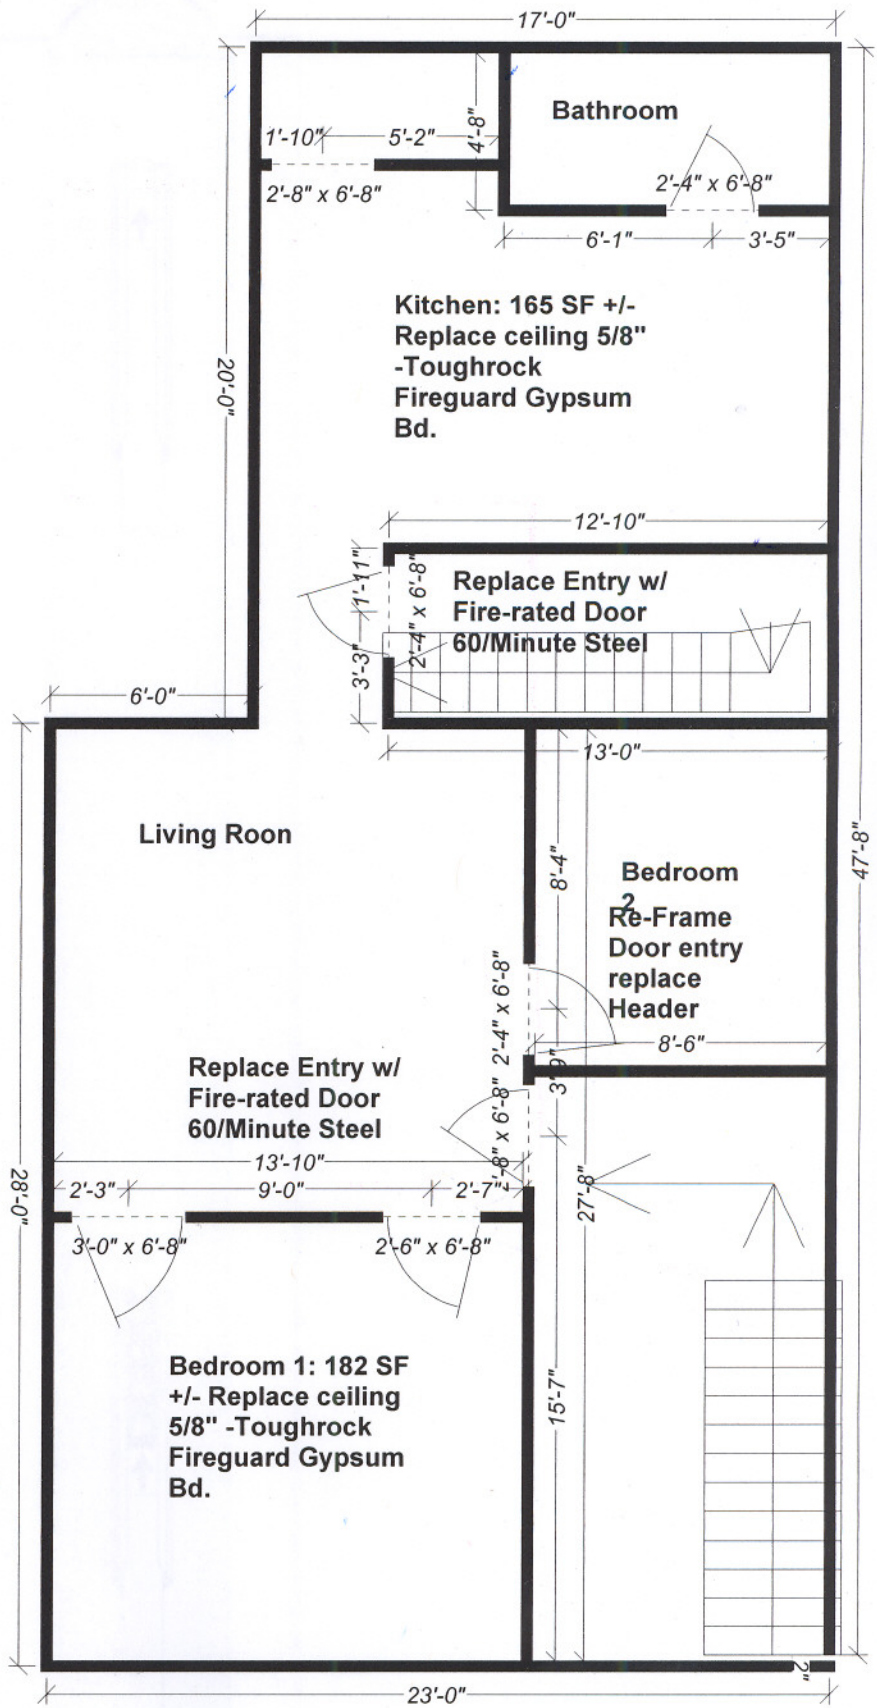 17'-0"
Bathroom
1'-10"
5'-2"
4'-8"
2'-8" x 6'-8"
2'-4" x 6'-8"
6'-1"
3'-5"
Kitchen: 165 SF +/-
Replace ceiling 5/8"
-Toughrock
Fireguard Gypsum
Bd.
20'-0"
12'-10"
1'-11"
2'-4" x 6'-8"
3'-3"
Replace Entry w/
Fire-rated Door
60/Minute Steel
6'-0"
13'-0"
Living Roon
8'-4"
47'-8"
Bedroom
2
Re-Frame
Door entry
replace
Header
2'-4" x 6'-8"
8'-6"
3'-9"
Replace Entry w/
Fire-rated Door
60/Minute Steel
'-8" x 6'-8"
13'-10"
2'-3"
9'-0"
2'-7"
27'-8"
28'-0"
3'-0" x 6'-8"
2'-6" x 6'-8"
Bedroom 1: 182 SF
+/- Replace ceiling
5/8" -Toughrock
Fireguard Gypsum
Bd.
15'-7"
2"
23'-0"